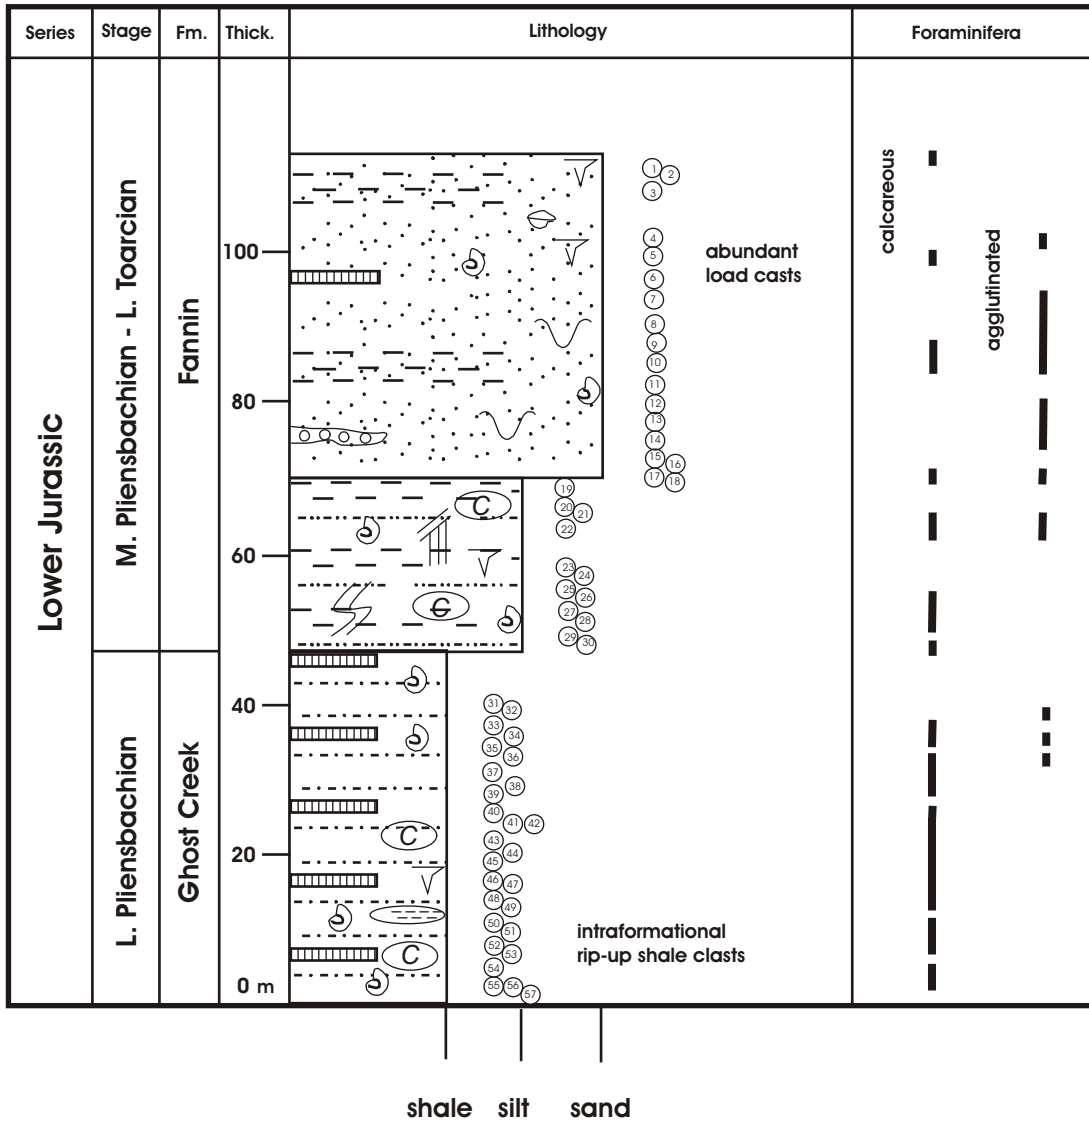 Series Stage Fm. Thick. Lithology Foraminifera
Lower Jurassic
M. Pliensbachian - L. Toarcian
L. Pliensbachian
Fannin
Ghost Creek
100
80
60
40
20
0 m
C
C
C
C
1 2
3
4
5
6
7
8
9
10
11
12
13
14
15 16
17 18
19
20 21
22
23 24
25 26
27 28
29 30
31 32
33 34
35 36
37 38
39
40
41 42
43 44
45
46 47
48 49
50 51
52 53
54
55 56 57
abundant
load casts
intraformational
rip-up shale clasts
calcareous
agglutinated
shale silt sand